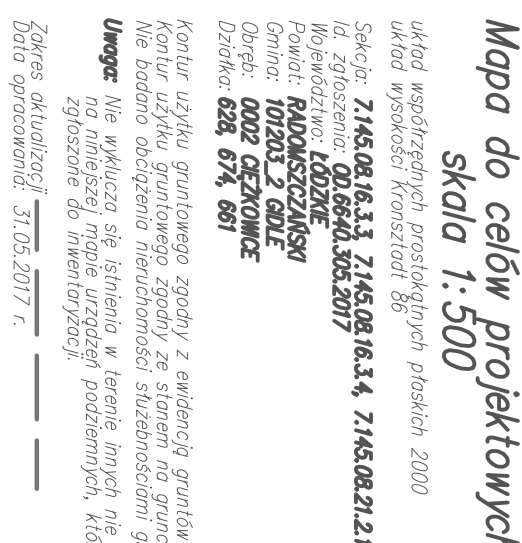 Mapa do celów projektowych
skala 1:500
układ współrzędnych prostokątnych płaskich 2000
układ wysokości Kronsztadt 86
Sekcja: 7.145.08.16.3.3, 7.145.08.16.3.4, 7.145.08.21.2.1
Id. zgłoszenia: OD.6640.305.2017
Województwo: ŁÓDZKIE
Powiat: RADOMSZCZAŃSKI
Gmina: 101203_2 GIDLE
Obręb: 0002 CIĘŻKOWICE
Działka: 628, 674, 661
Kontur użytku gruntowego zgodny z ewidencją gruntów
Kontur użytku gruntowego zgodny ze stanem na grunc
Nie badano obciążenia nieruchomości służebnościami g
Uwaga: Nie wyklucza się istnienia w terenie innych nie
na niniejszej mapie urządzeń podziemnych, któ
zgłoszone do inwentaryzacji.
Zakres aktualizacji
Data opracowania: 31.05.2017 r.